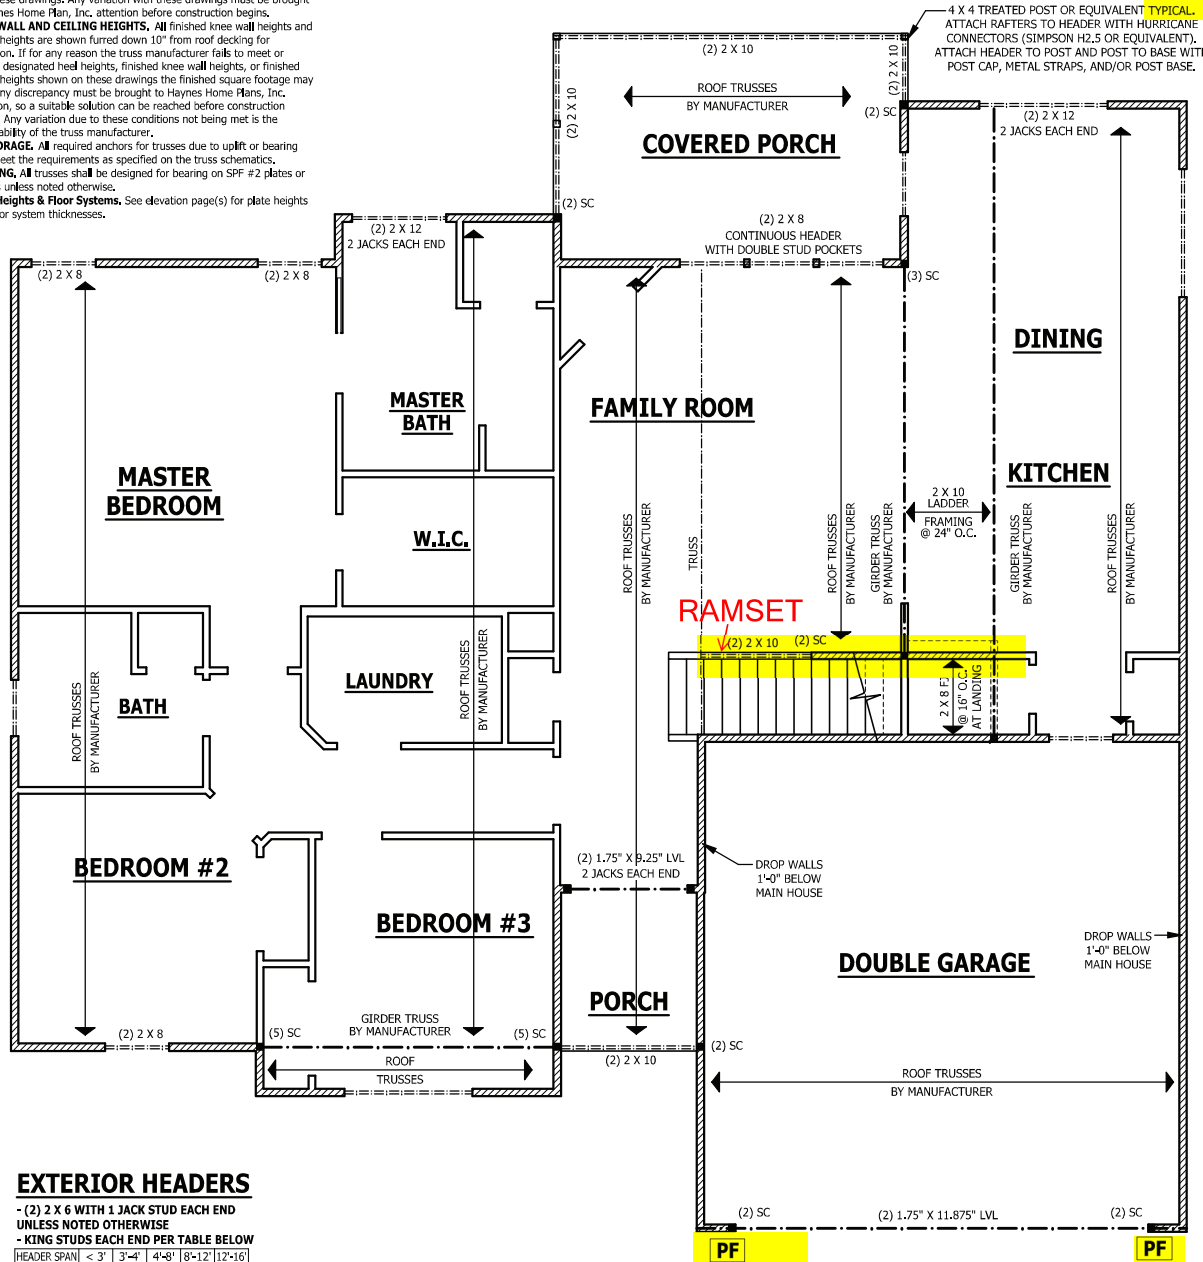 ese drawings. Any variation with these drawings must be brought
nes Home Plan, Inc. attention before construction begins.
WALL AND CEILING HEIGHTS. All finished knee wall heights and
heights are shown furred down 10" from roof decking for
on. If for any reason the truss manufacturer fails to meet or
designated heel heights, finished knee wall heights, or finished
heights shown on these drawings the finished square footage may
ny discrepancy must be brought to Haynes Home Plans, Inc.
on, so a suitable solution can be reached before construction
Any variation due to these conditions not being met is the
ability of the truss manufacturer.
ORAGE. All required anchors for trusses due to uplift or bearing
eet the requirements as specified on the truss schematics.
NG. All trusses shall be designed for bearing on SPF #2 plates or
s unless noted otherwise.
Heights & Floor Systems. See elevation page(s) for plate heights
or system thicknesses.
4 X 4 TREATED POST OR EQUIVALENT TYPICAL.
ATTACH RAFTERS TO HEADER WITH HURRICANE
CONNECTORS (SIMPSON H2.5 OR EQUIVALENT).
ATTACH HEADER TO POST AND POST TO BASE WIT
POST CAP, METAL STRAPS, AND/OR POST BASE.
(2) 2 X 10
(2) 2 X 10
(2) 2 X 10
ROOF TRUSSES
BY MANUFACTURER
COVERED PORCH
(2) SC
(2) 2 X 12
2 JACKS EACH END
(2) SC
(2) 2 X 8
CONTINUOUS HEADER
WITH DOUBLE STUD POCKETS
(2) 2 X 12
2 JACKS EACH END
(2) 2 X 8
(2) 2 X 8
(3) SC
DINING
MASTER
BATH
FAMILY ROOM
MASTER
BEDROOM
KITCHEN
2 X 10
LADDER
FRAMING
@ 24" O.C.
W.I.C.
ROOF TRUSSES
BY MANUFACTURER
TRUSS
ROOF TRUSSES
BY MANUFACTURER
GIRDER TRUSS
BY MANUFACTURER
GIRDER TRUSS
BY MANUFACTURER
ROOF TRUSSES
BY MANUFACTURER
RAMSET
(2) 2 X 10
(2) SC
BATH
LAUNDRY
ROOF TRUSSES
BY MANUFACTURER
ROOF TRUSSES
BY MANUFACTURER
2 X 8 FJ
@ 16" O.C.
AT LANDING
BEDROOM #2
(2) 1.75" X 9.25" LVL
2 JACKS EACH END
DROP WALLS
1'-0" BELOW
MAIN HOUSE
BEDROOM #3
DROP WALLS
1'-0" BELOW
MAIN HOUSE
DOUBLE GARAGE
PORCH
GIRDER TRUSS
BY MANUFACTURER
(2) 2 X 8
(5) SC
(5) SC
(2) 2 X 10
(2) SC
ROOF
TRUSSES
ROOF TRUSSES
BY MANUFACTURER
EXTERIOR HEADERS
- (2) 2 X 6 WITH 1 JACK STUD EACH END
UNLESS NOTED OTHERWISE
- KING STUDS EACH END PER TABLE BELOW
HEADER SPAN < 3' 3'-4' 4'-8' 8'-12' 12'-16'
(2) SC
(2) 1.75" X 11.875" LVL
(2) SC
PF
PF